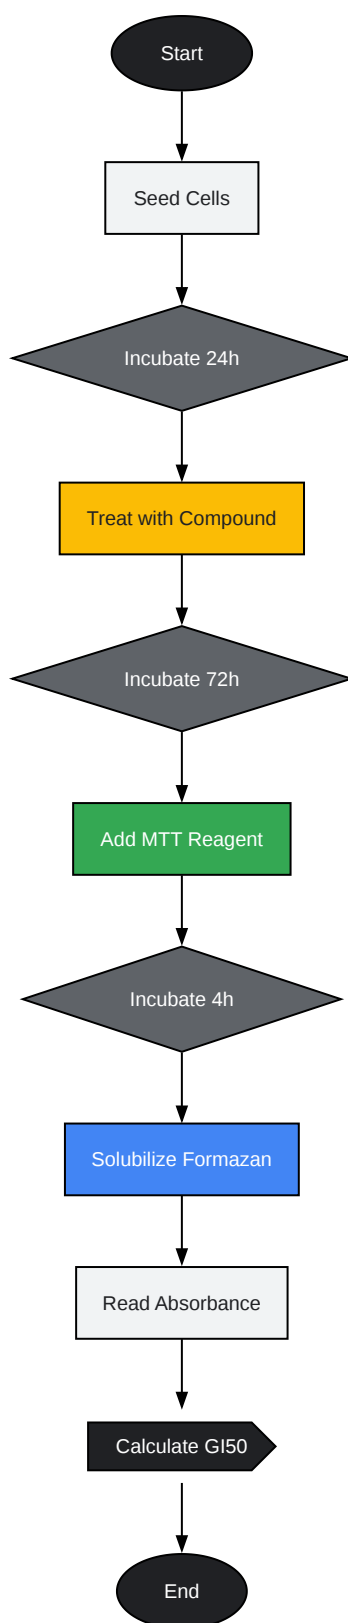 Start
Seed Cells
Incubate 24h
Treat with Compound
Incubate 72h
Add MTT Reagent
Incubate 4h
Solubilize Formazan
Read Absorbance
Calculate GI50
End